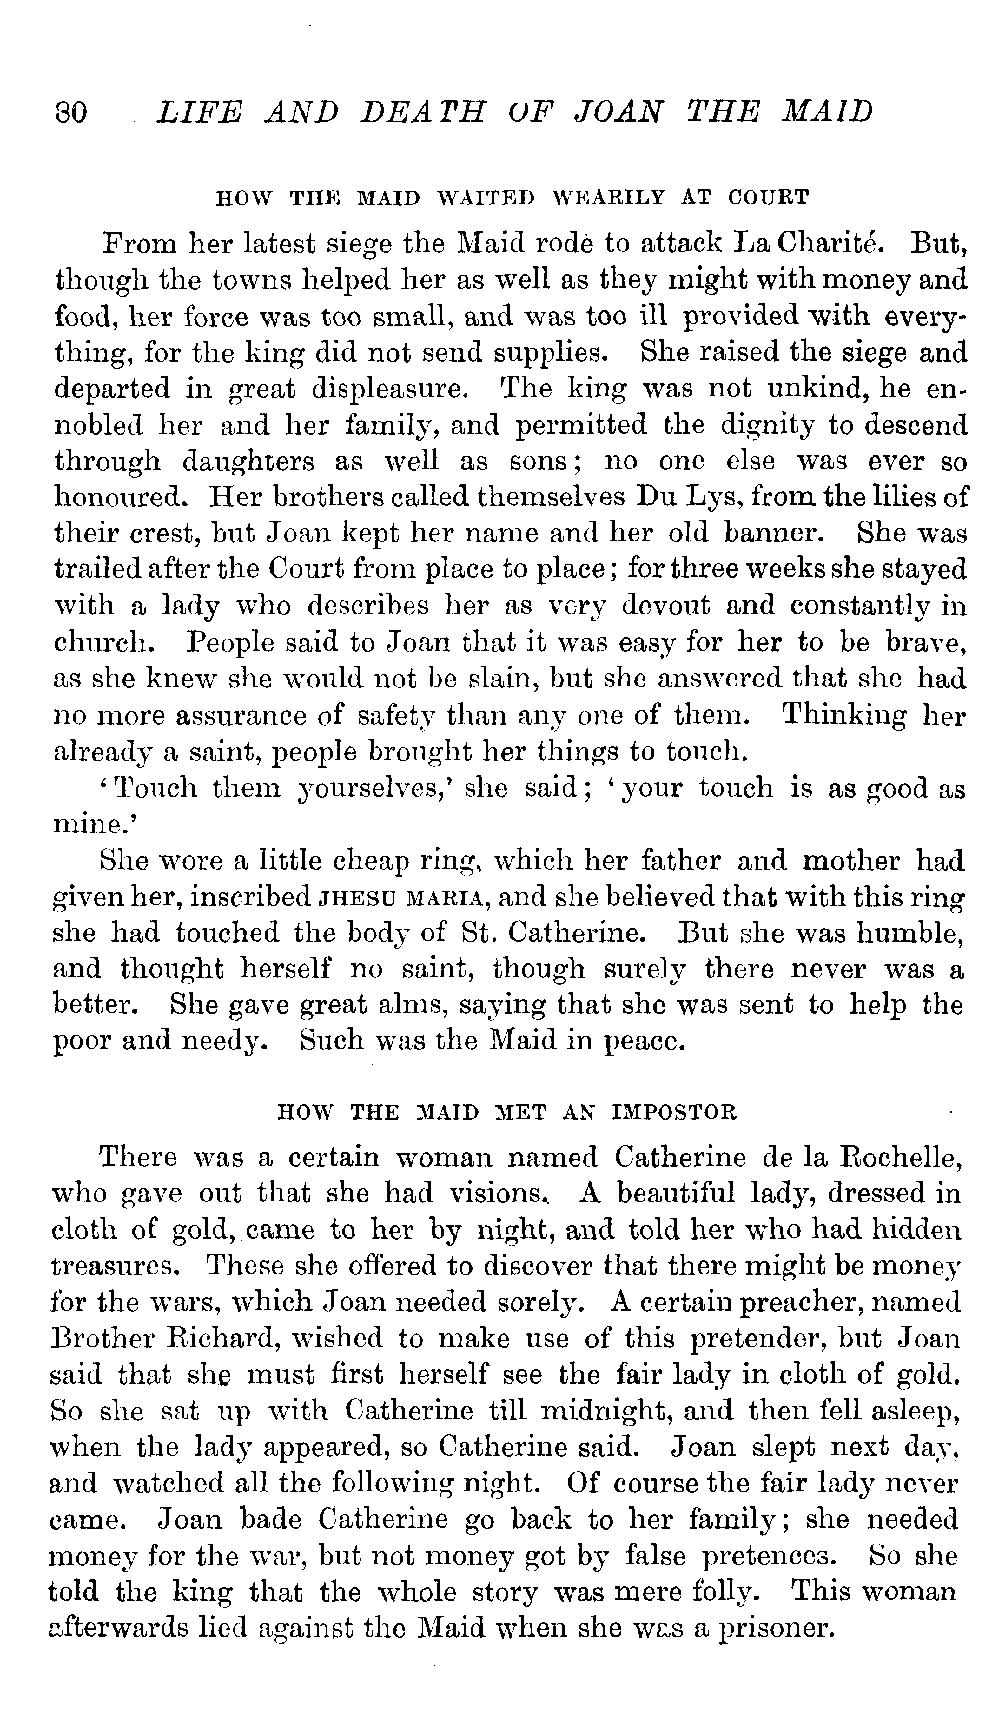 80 LIFE AND DEATH OF JOAN THE MAID
HOW THE MAID WAITED WEARILY AT COURT
From her latest siege the Maid rode to attack La Charité. But,
though the towns helped her as well as they might with money and
food, her force was too small, and was too ill provided with every-
thing, for the king did not send supplies. She raised the siege and
departed in great displeasure. The king was not unkind, he en-
nobled her and her family, and permitted the dignity to descend
through daughters as well as sons; no one else was ever so
honoured. Her brothers called themselves Du Lys, from the lilies of
their crest, but Joan kept her name and her old banner. She was
trailed after the Court from place to place; for three weeks she stayed
with a lady who describes her as very devout and constantly in
church. People said to Joan that it was easy for her to be brave,
as she knew she would not be slain, but she answered that she had
no more assurance of safety than any one of them. Thinking her
already a saint, people brought her things to touch.
‘Touch them yourselves,’ she said; ‘your touch is as good as
mine.’
She wore a little cheap ring, which her father and mother had
given her, inscribed JHESU MARIA, and she believed that with this ring
she had touched the body of St. Catherine. But she was humble,
and thought herself no saint, though surely there never was a
better. She gave great alms, saying that she was sent to help the
poor and needy. Such was the Maid in peace.
HOW THE MAID MET AN IMPOSTOR
There was a certain woman named Catherine de la Rochelle,
who gave out that she had visions. A beautiful lady, dressed in
cloth of gold, came to her by night, and told her who had hidden
treasures. These she offered to discover that there might be money
for the wars, which Joan needed sorely. A certain preacher, named
Brother Richard, wished to make use of this pretender, but Joan
said that she must first herself see the fair lady in cloth of gold.
So she sat up with Catherine till midnight, and then fell asleep,
when the lady appeared, so Catherine said. Joan slept next day,
and watched all the following night. Of course the fair lady never
came. Joan bade Catherine go back to her family; she needed
money for the war, but not money got by false pretences. So she
told the king that the whole story was mere folly. This woman
afterwards lied against the Maid when she was a prisoner.